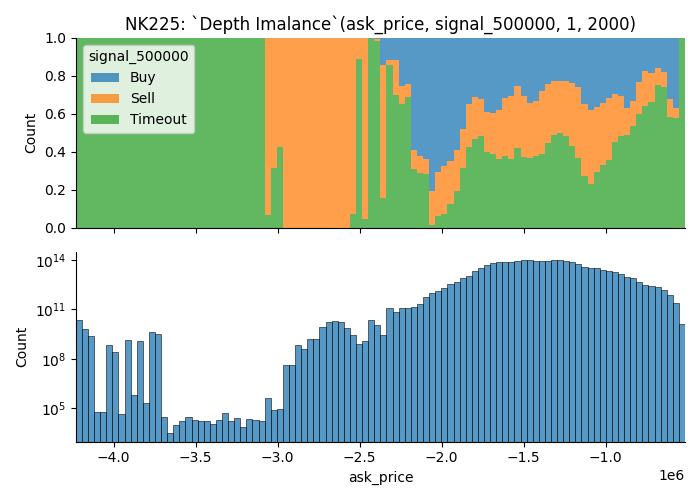 NK225: `Depth Imalance`(ask_price, signal_500000, 1, 2000)
Count
1.0
0.8
0.6
0.4
0.2
0.0
signal_500000
Buy
Sell
Timeout
Count
10^14
10^11
10^8
10^5
−4.0 −3.5 −3.0 −2.5 −2.0 −1.5 −1.0
ask_price
1e6